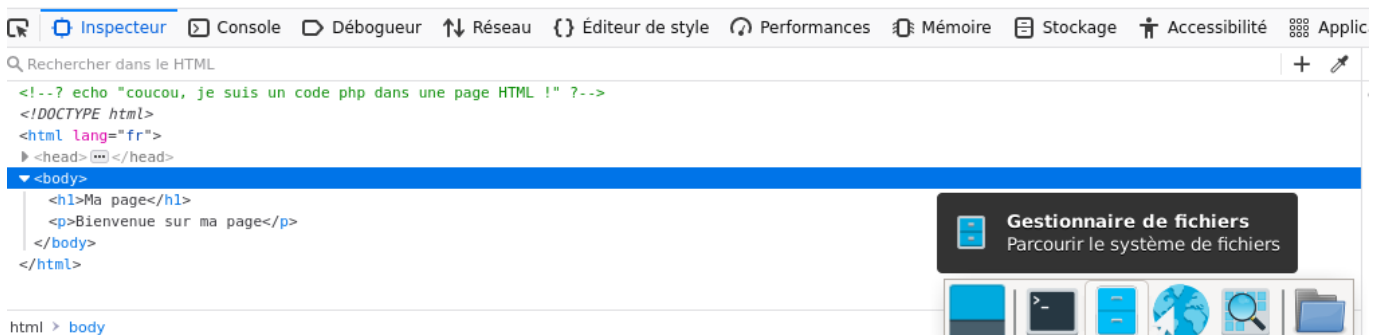 Inspecteur Console Débogueur Réseau {} Éditeur de style Performances Mémoire Stockage Accessibilité Applic
Rechercher dans le HTML
<!--? echo "coucou, je suis un code php dans une page HTML !" ?-->
<!DOCTYPE html>
<html lang="fr">
<head> ... </head>
<body>
<h1>Ma page</h1>
<p>Bienvenue sur ma page</p>
</body>
</html>
Gestionnaire de fichiers
Parcourir le système de fichiers
html > body